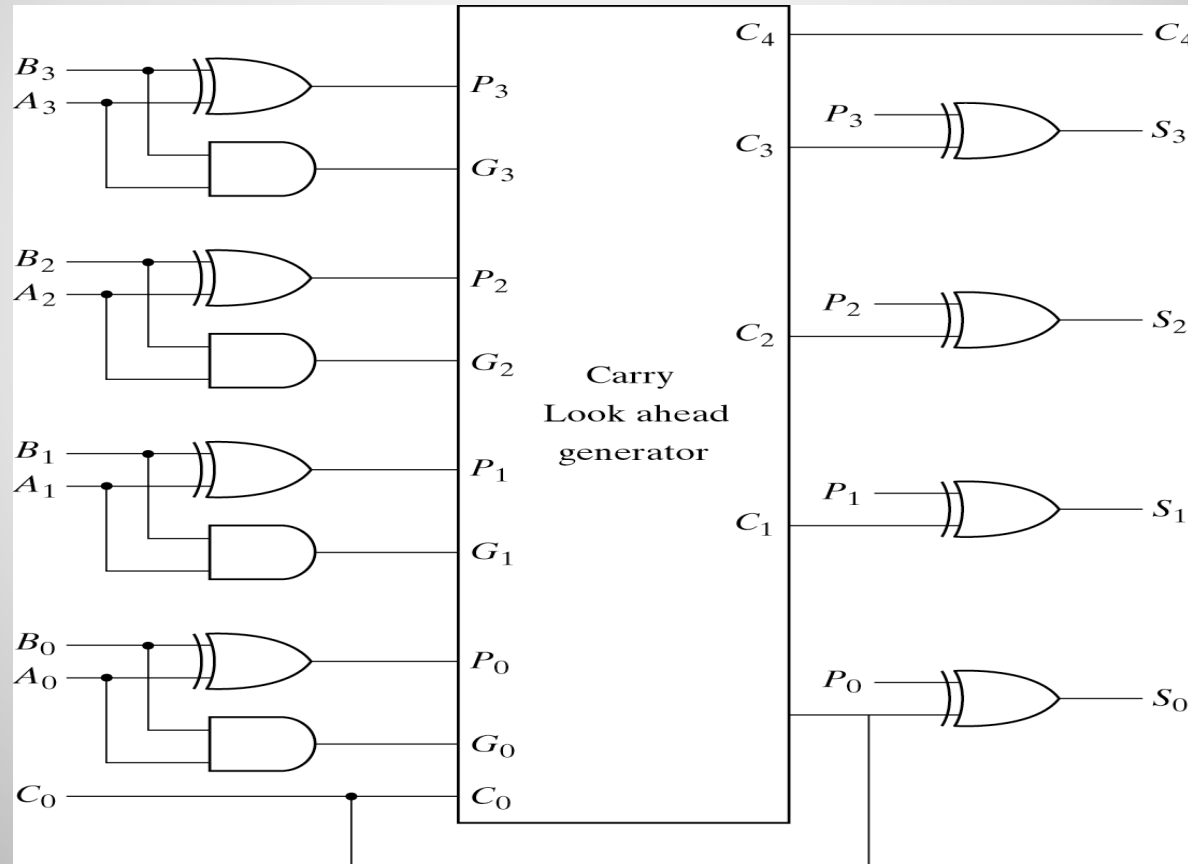 B₃
A₃
P₃
G₃
B₂
A₂
P₂
G₂
B₁
A₁
P₁
G₁
B₀
A₀
P₀
G₀
C₀
C₀
Carry
Look ahead
generator
C₄
C₄
P₃
C₃
S₃
P₂
C₂
S₂
P₁
C₁
S₁
P₀
S₀